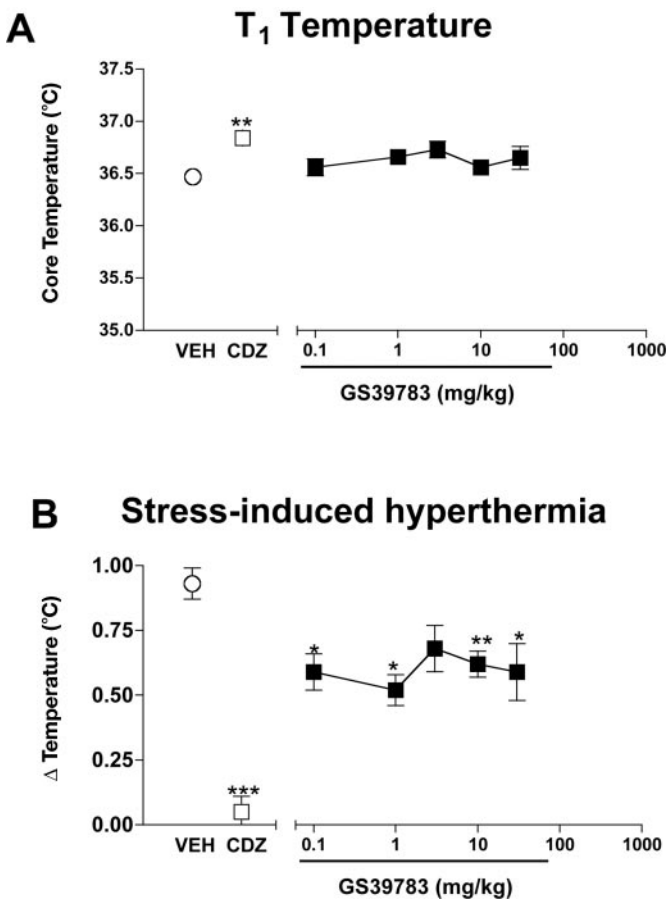 A
T₁ Temperature
Core Temperature (°C)
37.5
37.0
36.5
36.0
35.5
35.0
**
VEH CDZ
0.1 1 10 100 1000
GS39783 (mg/kg)
B
Stress-induced hyperthermia
Δ Temperature (°C)
1.00
0.75
0.50
0.25
0.00
***
* * ** *
VEH CDZ
0.1 1 10 100 1000
GS39783 (mg/kg)